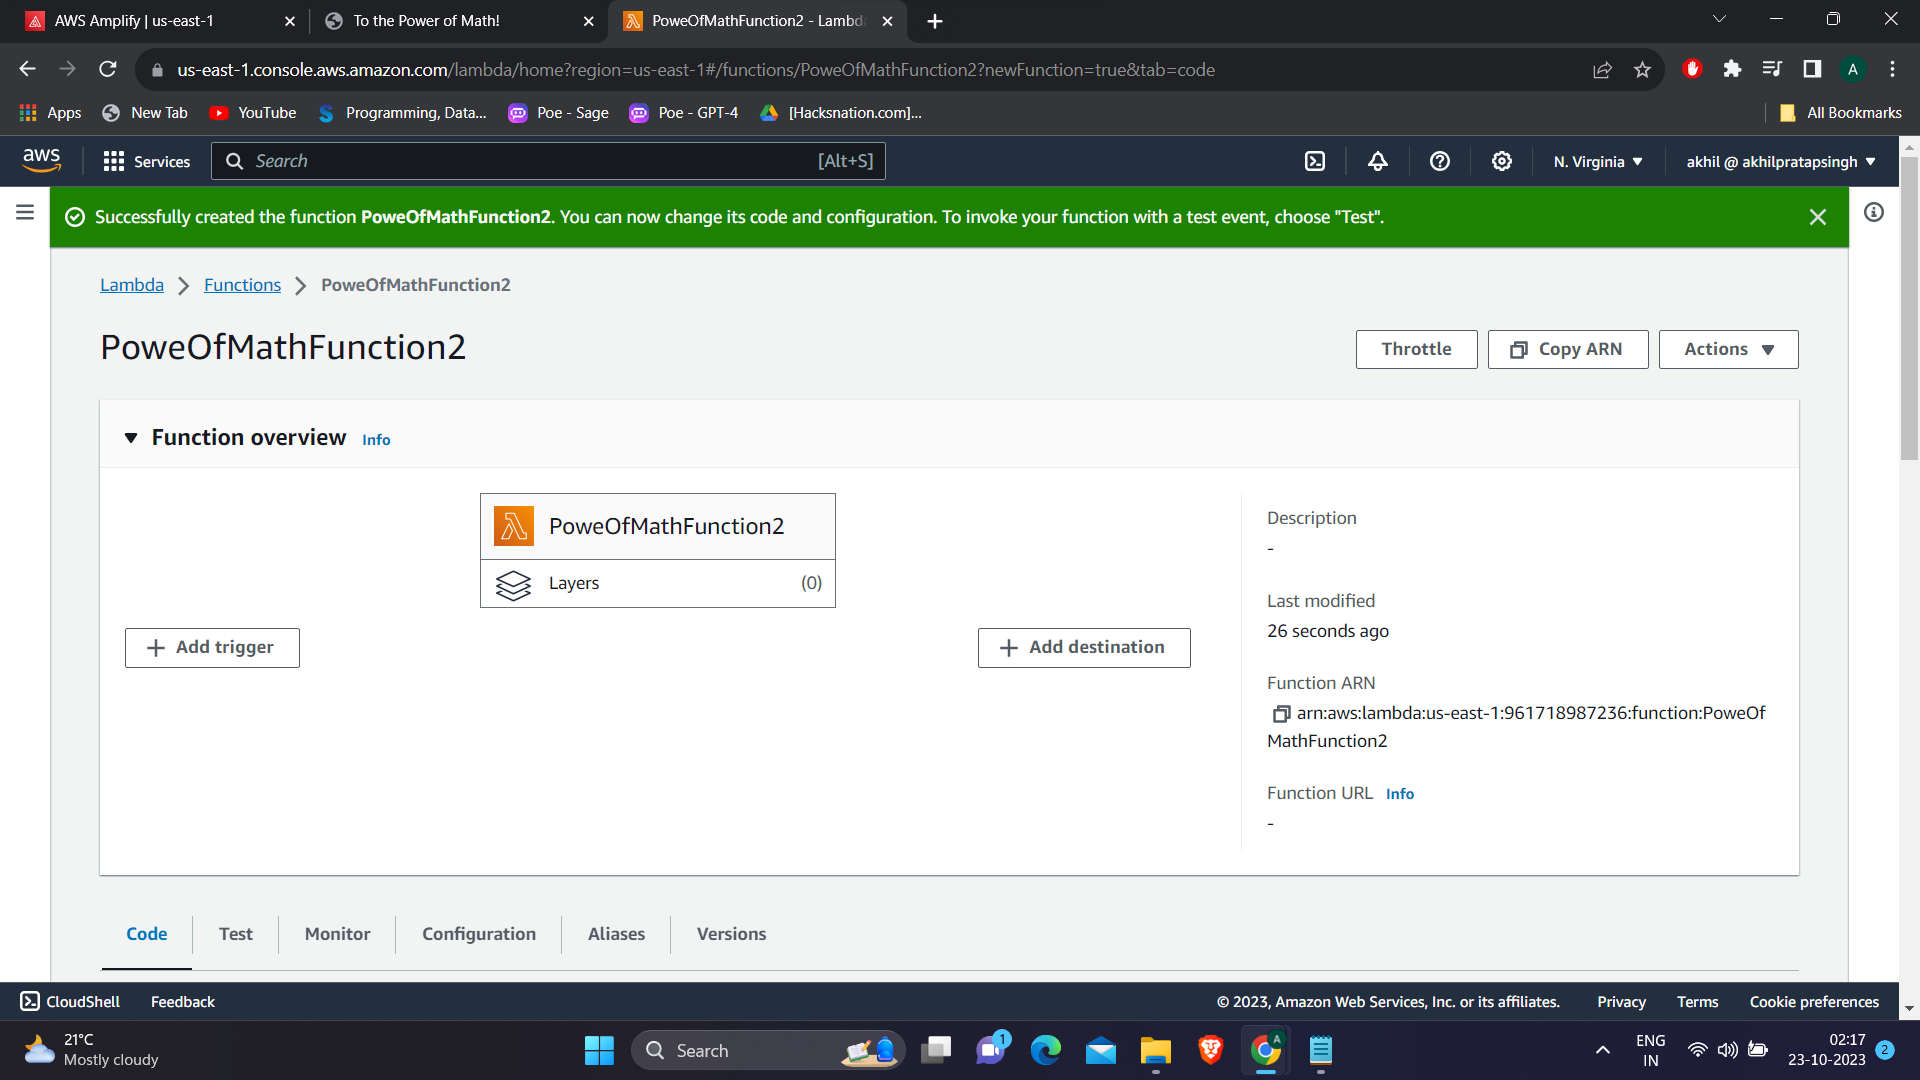 AWS Amplify | us-east-1
To the Power of Math!
PoweOfMathFunction2 - Lambd
us-east-1.console.aws.amazon.com/lambda/home?region=us-east-1#/functions/PoweOfMathFunction2?newFunction=true&tab=code
A
Apps
New Tab
YouTube
Programming, Data...
Poe - Sage
Poe - GPT-4
[Hacksnation.com]...
All Bookmarks
aws
Services
Search
[Alt+S]
N. Virginia
akhil @ akhilpratapsingh
Successfully created the function PoweOfMathFunction2. You can now change its code and configuration. To invoke your function with a test event, choose "Test".
Lambda
Functions
PoweOfMathFunction2
PoweOfMathFunction2
Throttle
Copy ARN
Actions
Function overview Info
PoweOfMathFunction2
Layers (0)
Add trigger
Add destination
Description
-
Last modified
26 seconds ago
Function ARN
arn:aws:lambda:us-east-1:961718987236:function:PoweOf
MathFunction2
Function URL Info
-
Code
Test
Monitor
Configuration
Aliases
Versions
CloudShell
Feedback
© 2023, Amazon Web Services, Inc. or its affiliates.
Privacy
Terms
Cookie preferences
21°C
Mostly cloudy
Search
1
A
ENG
IN
02:17
23-10-2023
2